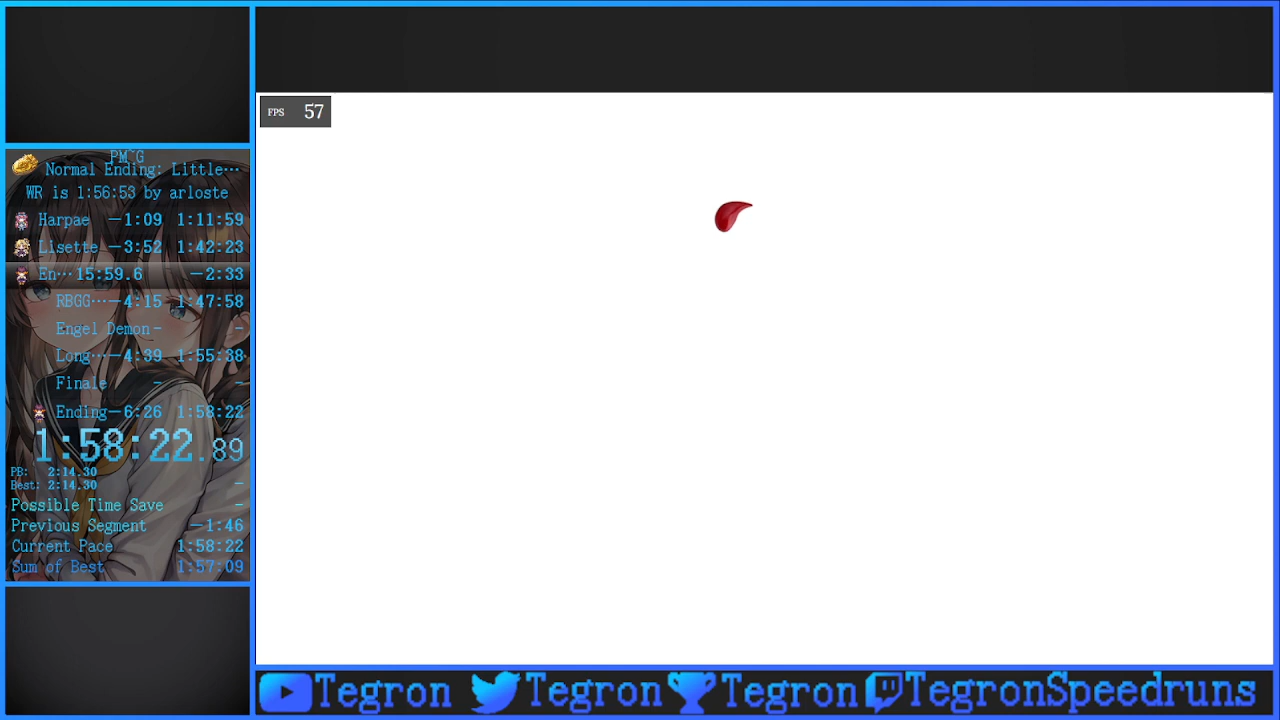 PM~G
Normal Ending: Little…
WR is 1:56:53 by arloste
Harpae −1:09 1:11:59
Lisette −3:52 1:42:23
En… 15:59.6 −2:33
RBGG…−4:15 1:47:58
Engel Demon - -
Long…−4:39 1:55:38
Finale - -
Ending−6:26 1:58:22
1:58:22.89
PB: 2:14.30
Best: 2:14.30 -
Possible Time Save -
Previous Segment −1:46
Current Pace 1:58:22
Sum of Best 1:57:09
FPS 57
Tegron Tegron Tegron TegronSpeedruns